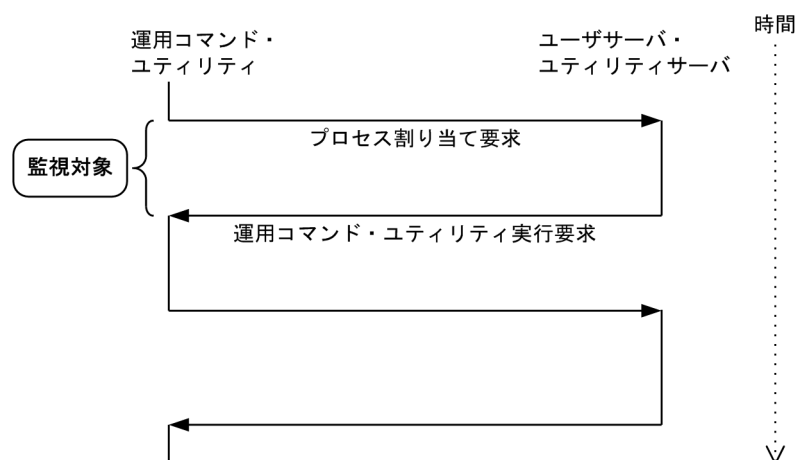 時間
運用コマンド・
ユティリティ
ユーザサーバ・
ユティリティサーバ
プロセス割り当て要求
監視対象
運用コマンド・ユティリティ実行要求